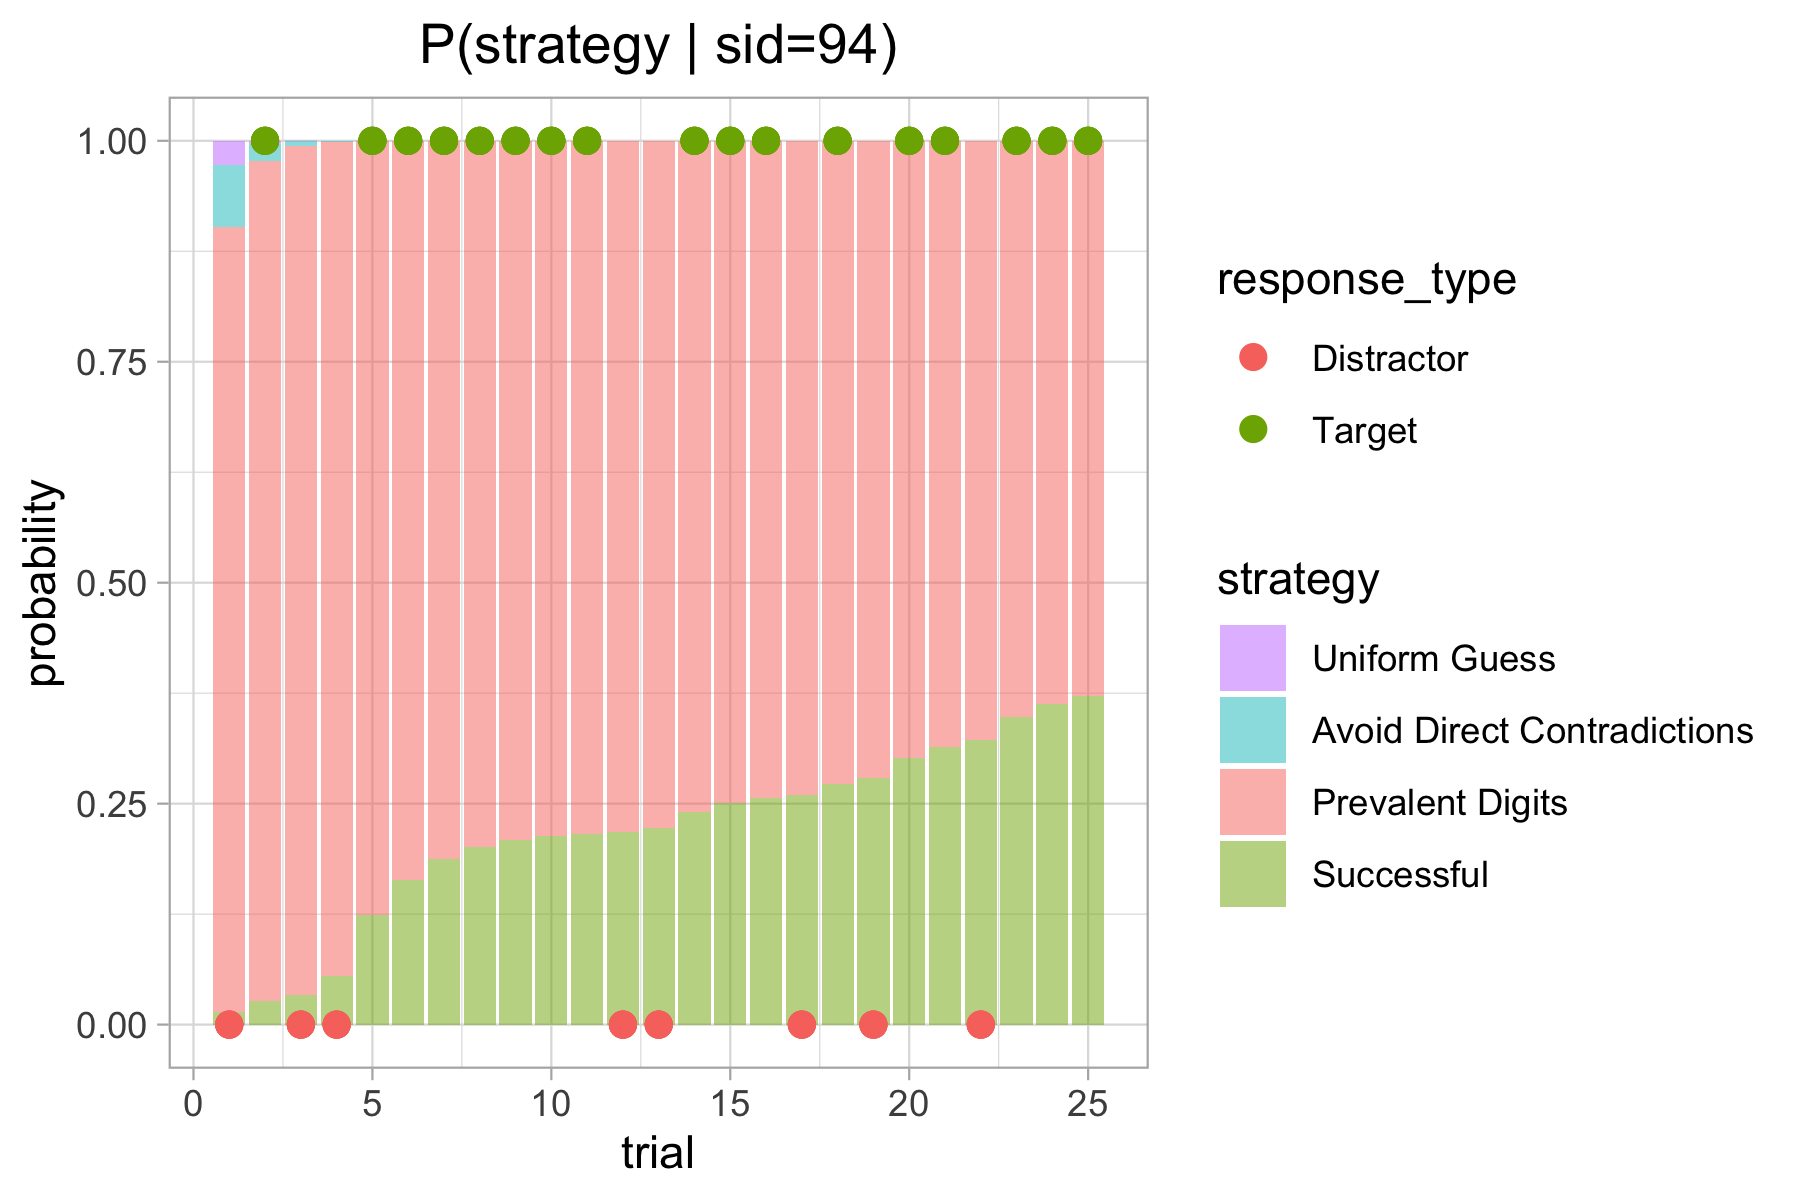 P(strategy | sid=94)
1.00
0.75
0.50
0.25
0.00
probability
0 5 10 15 20 25
trial
response_type
Distractor
Target
strategy
Uniform Guess
Avoid Direct Contradictions
Prevalent Digits
Successful